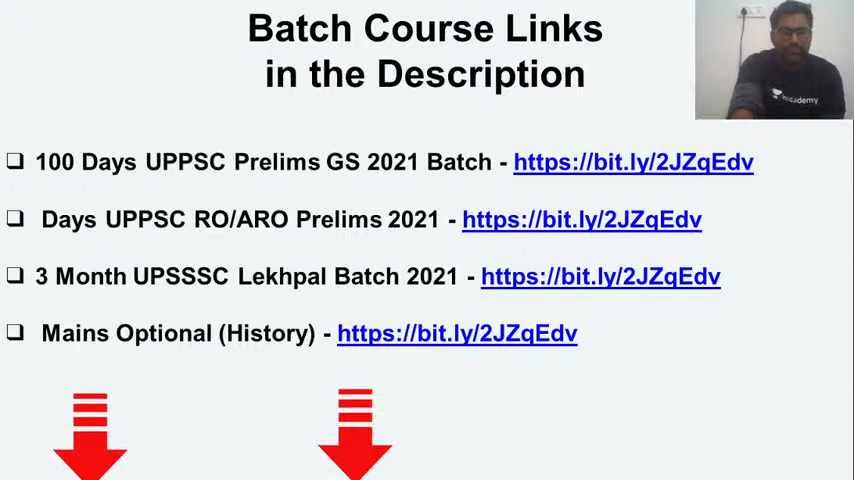 Batch Course Links
in the Description
100 Days UPPSC Prelims GS 2021 Batch - https://bit.ly/2JZqEdv
Days UPPSC RO/ARO Prelims 2021 - https://bit.ly/2JZqEdv
3 Month UPSSSC Lekhpal Batch 2021 - https://bit.ly/2JZqEdv
Mains Optional (History) - https://bit.ly/2JZqEdv